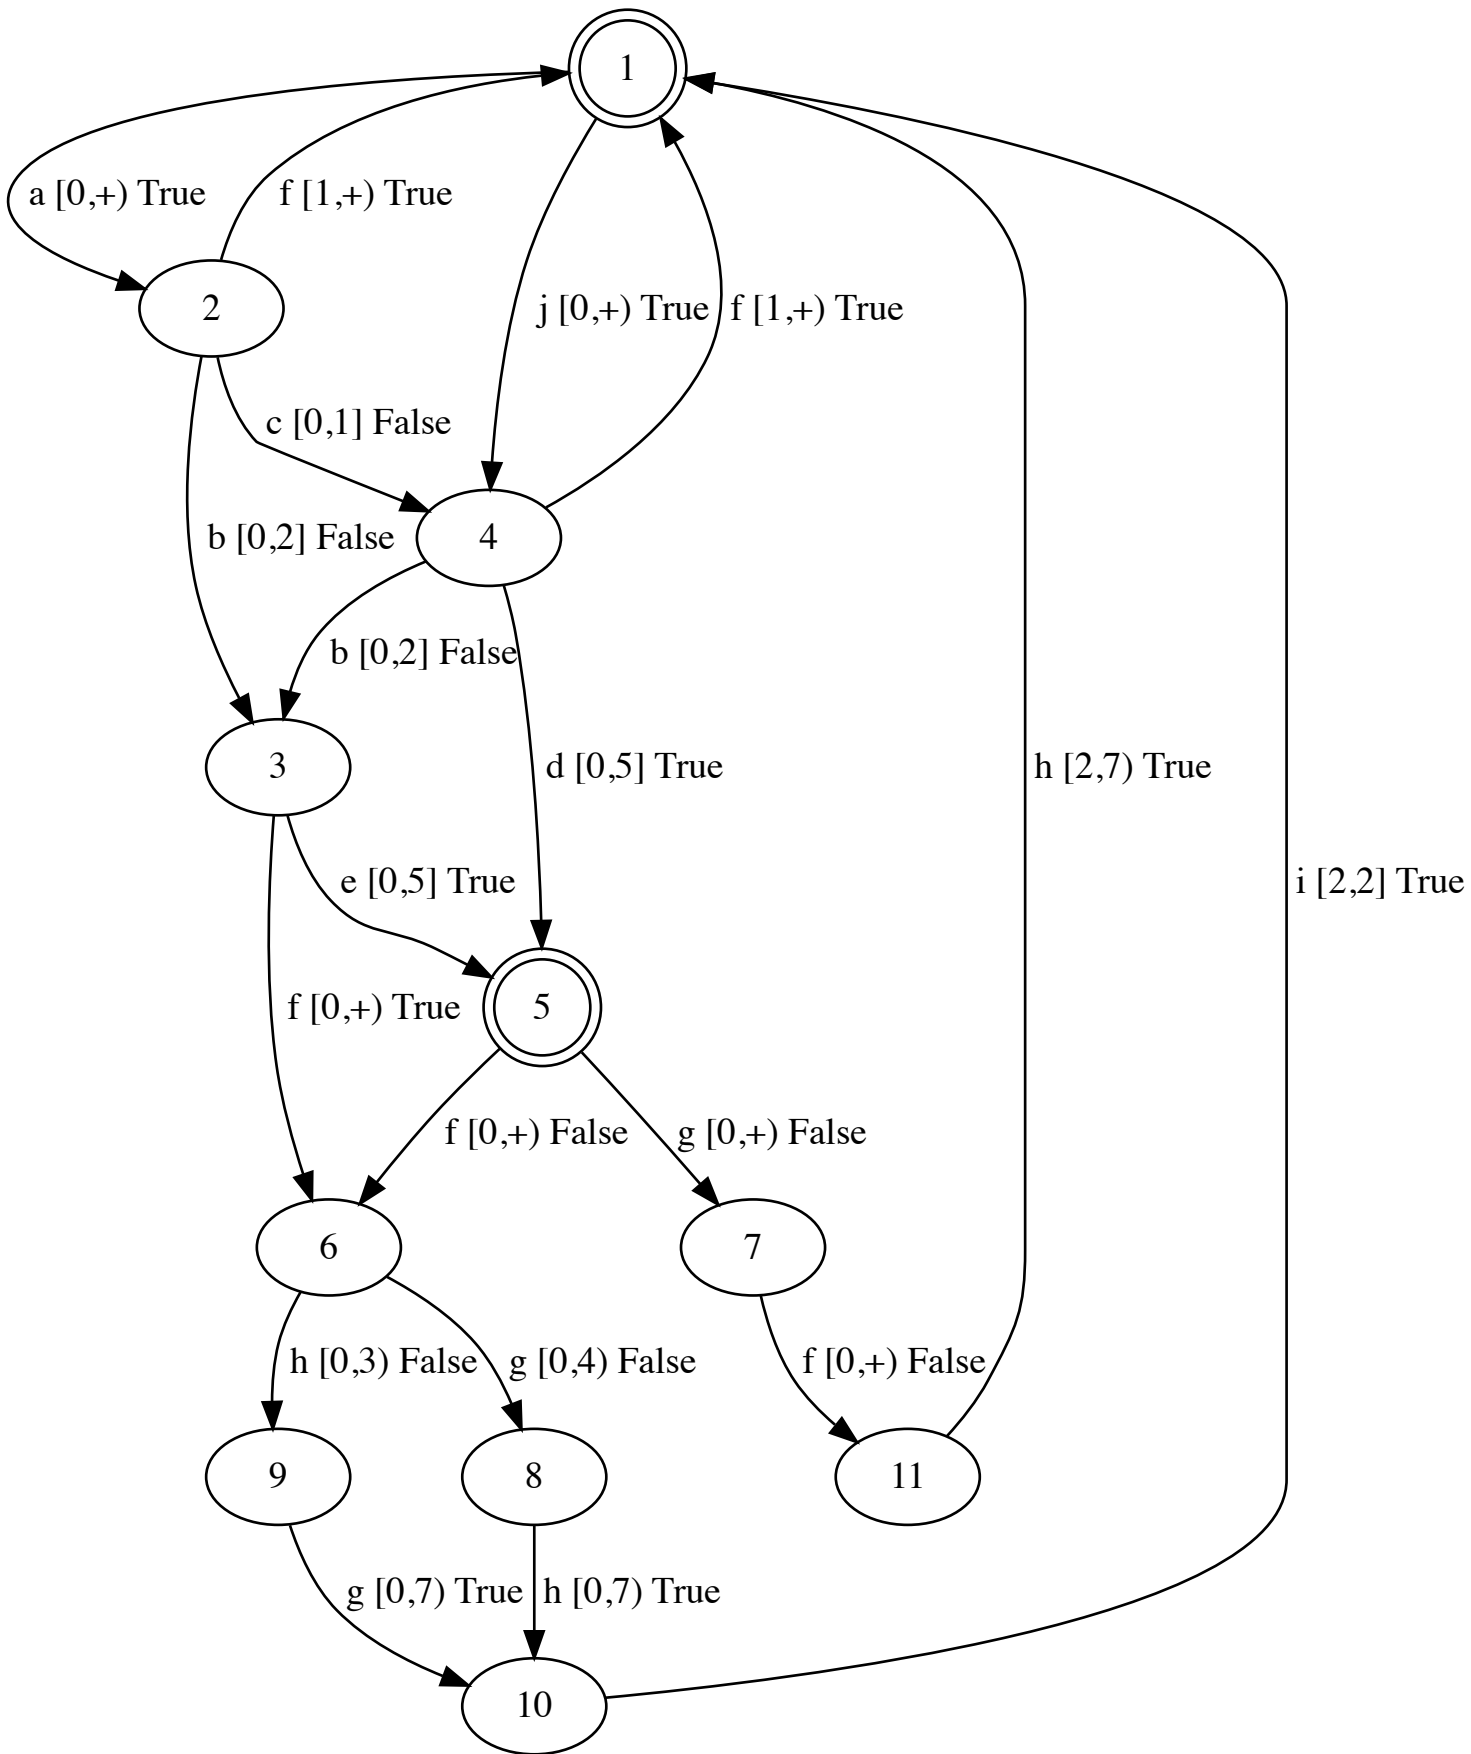 1
a [0,+) True
f [1,+) True
2
j [0,+) True
f [1,+) True
c [0,1] False
b [0,2] False
4
b [0,2] False
3
d [0,5] True
h [2,7) True
e [0,5] True
i [2,2] True
f [0,+) True
5
f [0,+) False
g [0,+) False
6
7
h [0,3) False
g [0,4) False
f [0,+) False
9
8
11
g [0,7) True
h [0,7) True
10